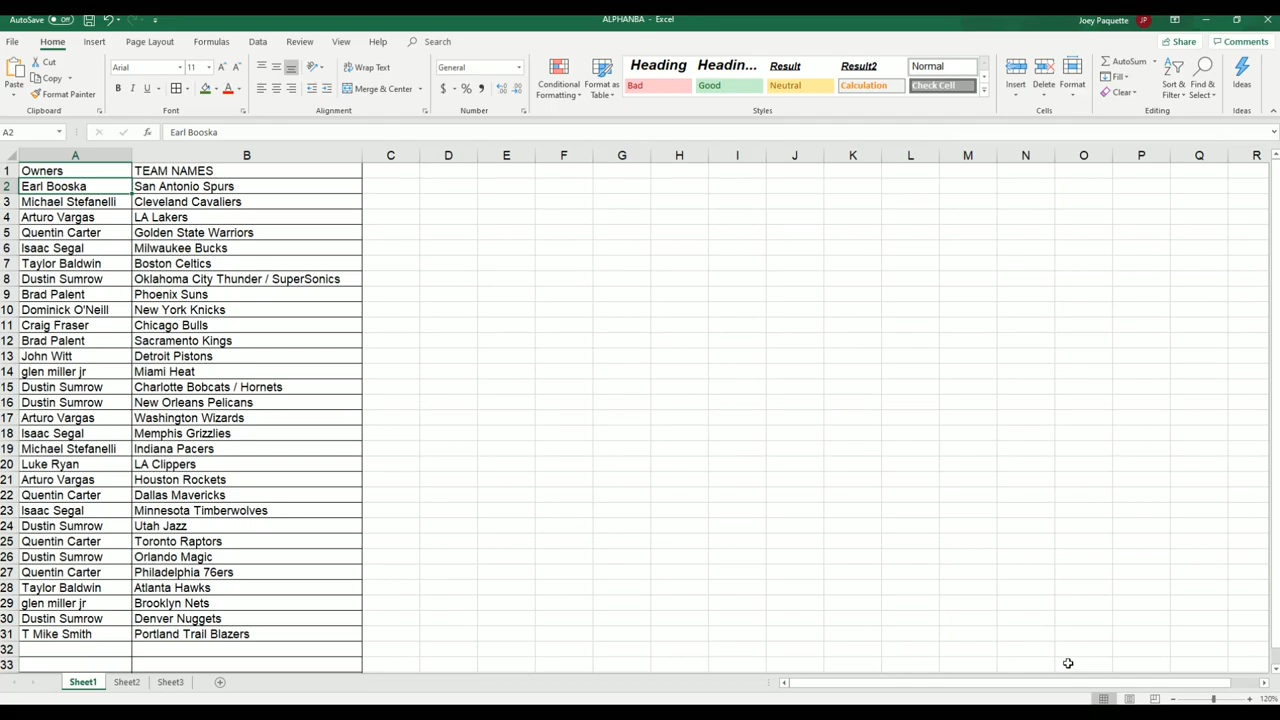 AutoSave Off ALPHANBA - Excel Joey Paquette JP
File Home Insert Page Layout Formulas Data Review View Help Search Share Comments
Cut
Copy
Format Painter
Paste
Clipboard
Arial 11
B I U
Font
Wrap Text
Merge & Center
Alignment
General
$ % ,
Number
Conditional Formatting
Format as Table
Heading Headin... Result Result2 Normal
Bad Good Neutral Calculation Check Cell
Styles
Insert Delete Format
Cells
AutoSum
Fill
Clear
Sort & Filter
Find & Select
Editing
Ideas
Ideas
A2 fx Earl Booska
A B C D E F G H I J K L M N O P Q R
1 Owners TEAM NAMES
2 Earl Booska San Antonio Spurs
3 Michael Stefanelli Cleveland Cavaliers
4 Arturo Vargas LA Lakers
5 Quentin Carter Golden State Warriors
6 Isaac Segal Milwaukee Bucks
7 Taylor Baldwin Boston Celtics
8 Dustin Sumrow Oklahoma City Thunder / SuperSonics
9 Brad Palent Phoenix Suns
10 Dominick O'Neill New York Knicks
11 Craig Fraser Chicago Bulls
12 Brad Palent Sacramento Kings
13 John Witt Detroit Pistons
14 glen miller jr Miami Heat
15 Dustin Sumrow Charlotte Bobcats / Hornets
16 Dustin Sumrow New Orleans Pelicans
17 Arturo Vargas Washington Wizards
18 Isaac Segal Memphis Grizzlies
19 Michael Stefanelli Indiana Pacers
20 Luke Ryan LA Clippers
21 Arturo Vargas Houston Rockets
22 Quentin Carter Dallas Mavericks
23 Isaac Segal Minnesota Timberwolves
24 Dustin Sumrow Utah Jazz
25 Quentin Carter Toronto Raptors
26 Dustin Sumrow Orlando Magic
27 Quentin Carter Philadelphia 76ers
28 Taylor Baldwin Atlanta Hawks
29 glen miller jr Brooklyn Nets
30 Dustin Sumrow Denver Nuggets
31 T Mike Smith Portland Trail Blazers
32
33
Sheet1 Sheet2 Sheet3
120%